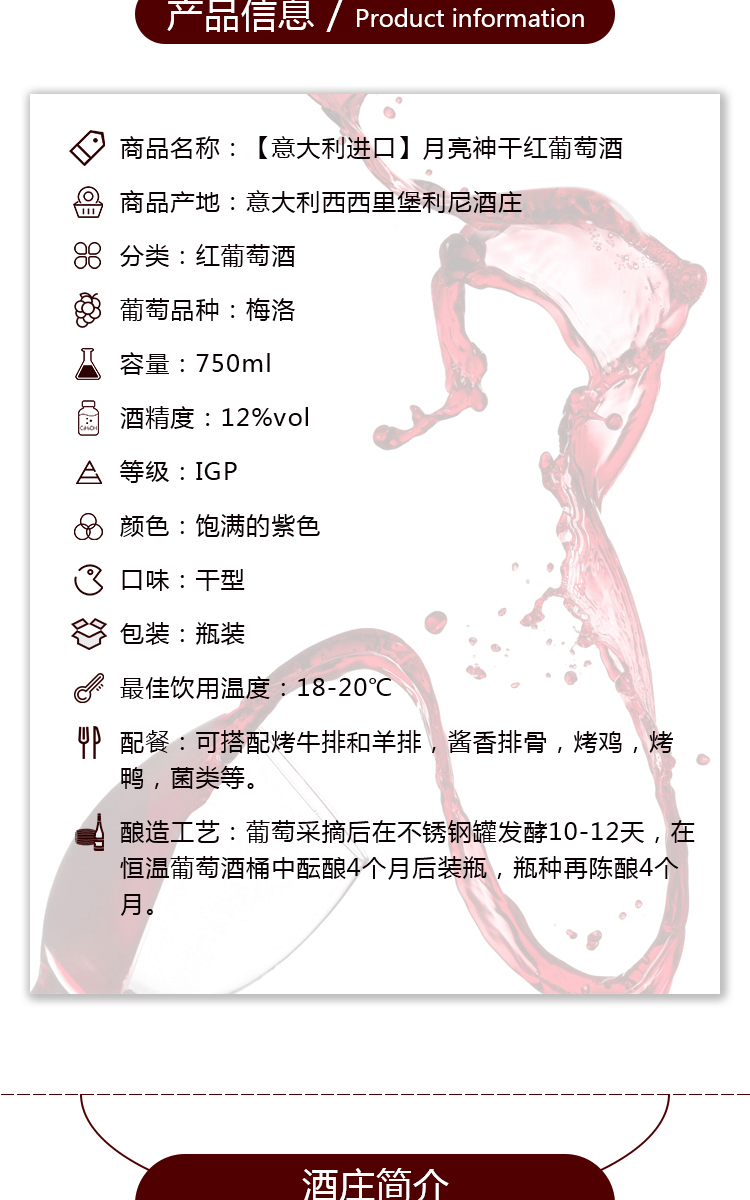 产品信息 / Product information
商品名称：【意大利进口】月亮神干红葡萄酒
商品产地：意大利西西里堡利尼酒庄
分类：红葡萄酒
葡萄品种：梅洛
容量：750ml
酒精度：12%vol
等级：IGP
颜色：饱满的紫色
口味：干型
包装：瓶装
最佳饮用温度：18-20℃
配餐：可搭配烤牛排和羊排，酱香排骨，烤鸡，烤
鸭，菌类等。
酿造工艺：葡萄采摘后在不锈钢罐发酵10-12天，在
恒温葡萄酒桶中酝酿4个月后装瓶，瓶种再陈酿4个
月。
酒庄简介